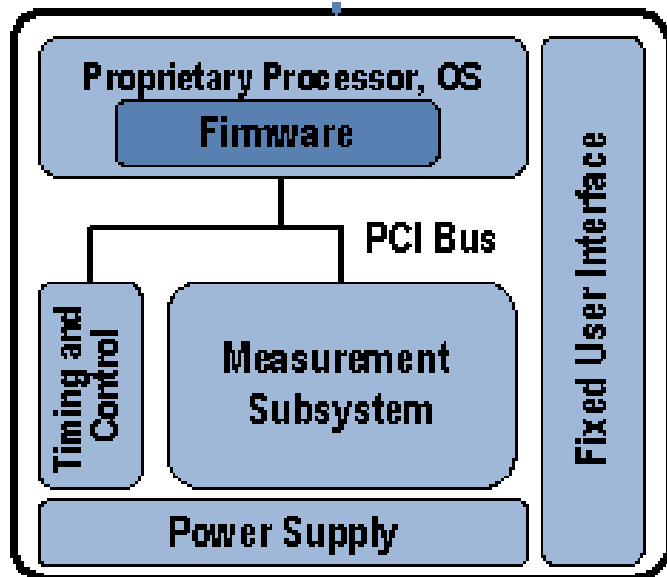 Proprietary Processor, OS
Firmware
PCI Bus
Timing and
Control
Measurement
Subsystem
Power Supply
Fixed User Interface